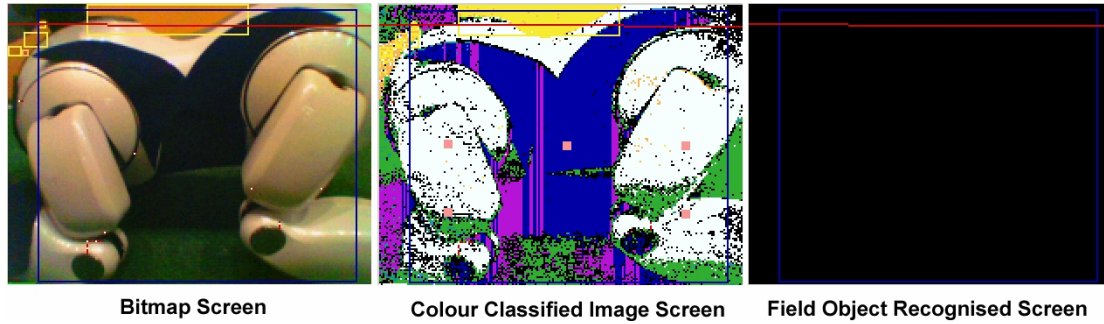 Bitmap Screen
Colour Classified Image Screen
Field Object Recognised Screen